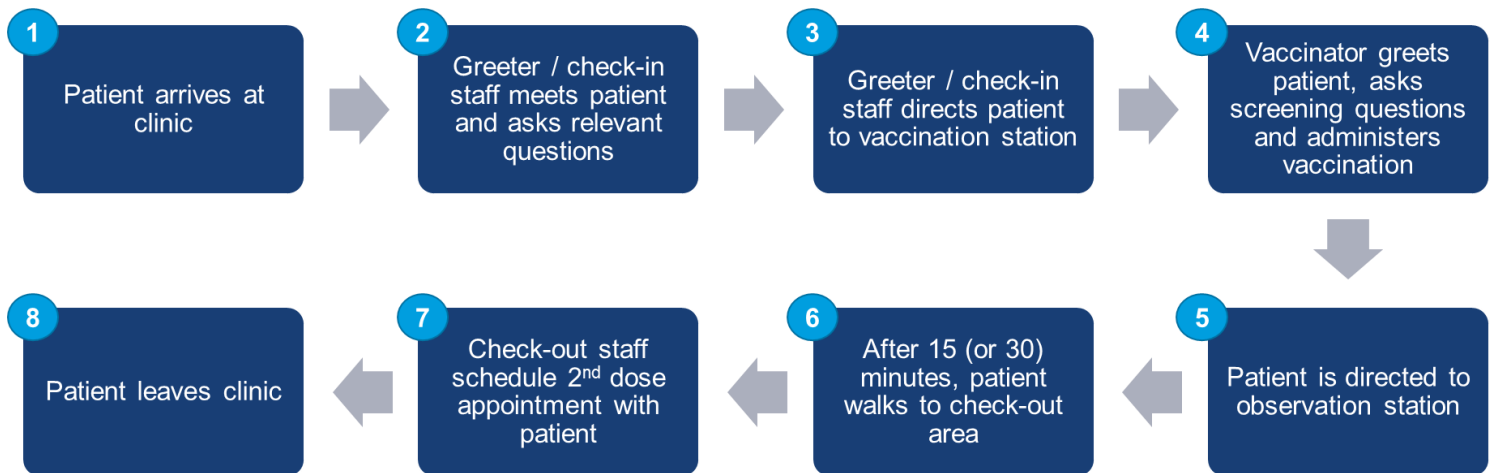 1
Patient arrives at
clinic
2
Greeter / check-in
staff meets patient
and asks relevant
questions
3
Greeter / check-in
staff directs patient
to vaccination station
4
Vaccinator greets
patient, asks
screening questions
and administers
vaccination
5
Patient is directed to
observation station
6
After 15 (or 30)
minutes, patient
walks to check-out
area
7
Check-out staff
schedule 2nd dose
appointment with
patient
8
Patient leaves clinic